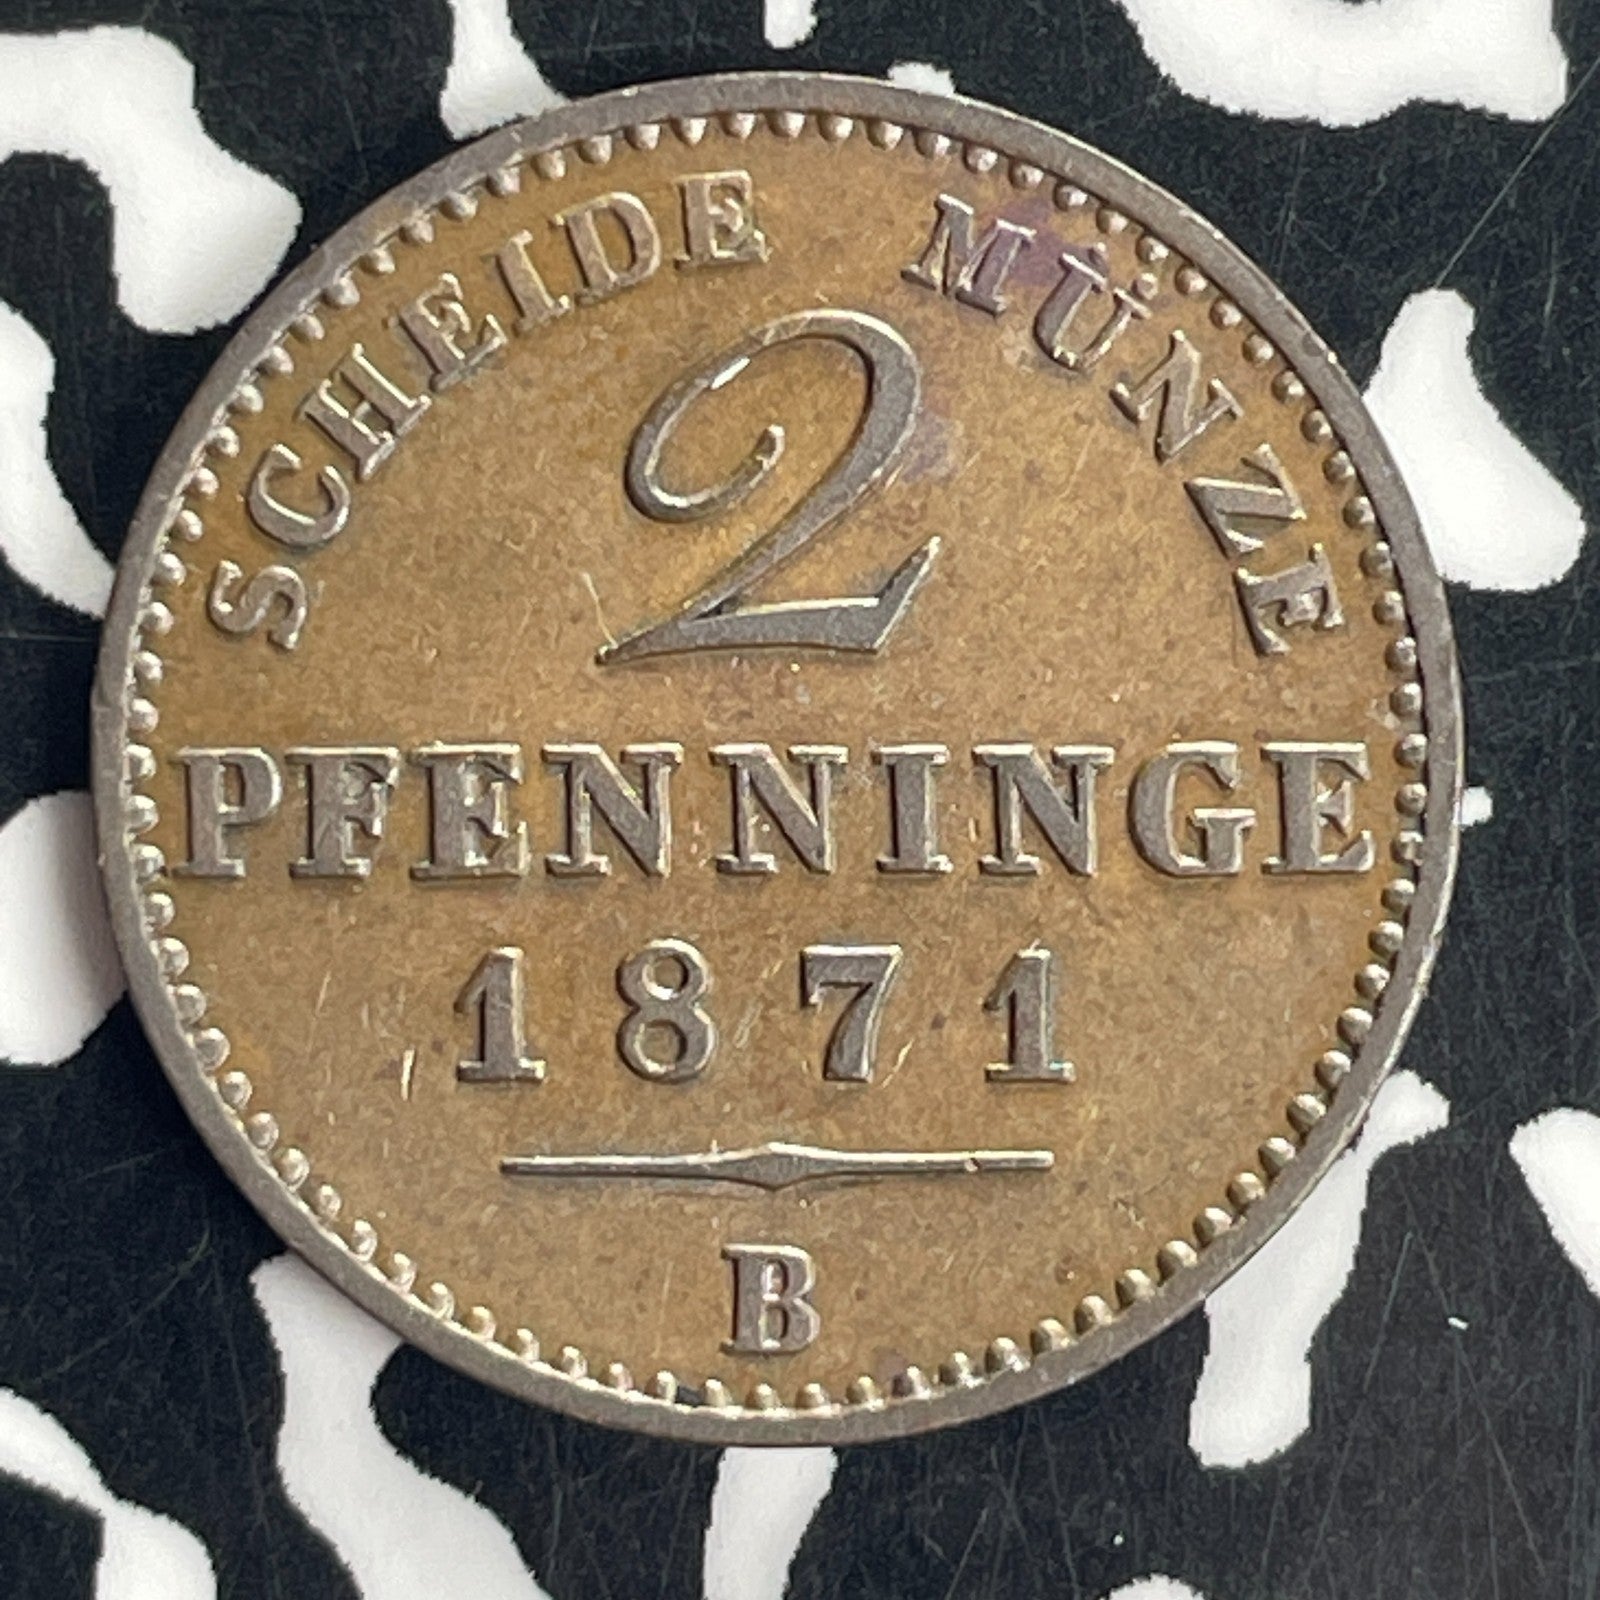 SCHEIDE MÜNZE
2
PFENNINGE
1871
B